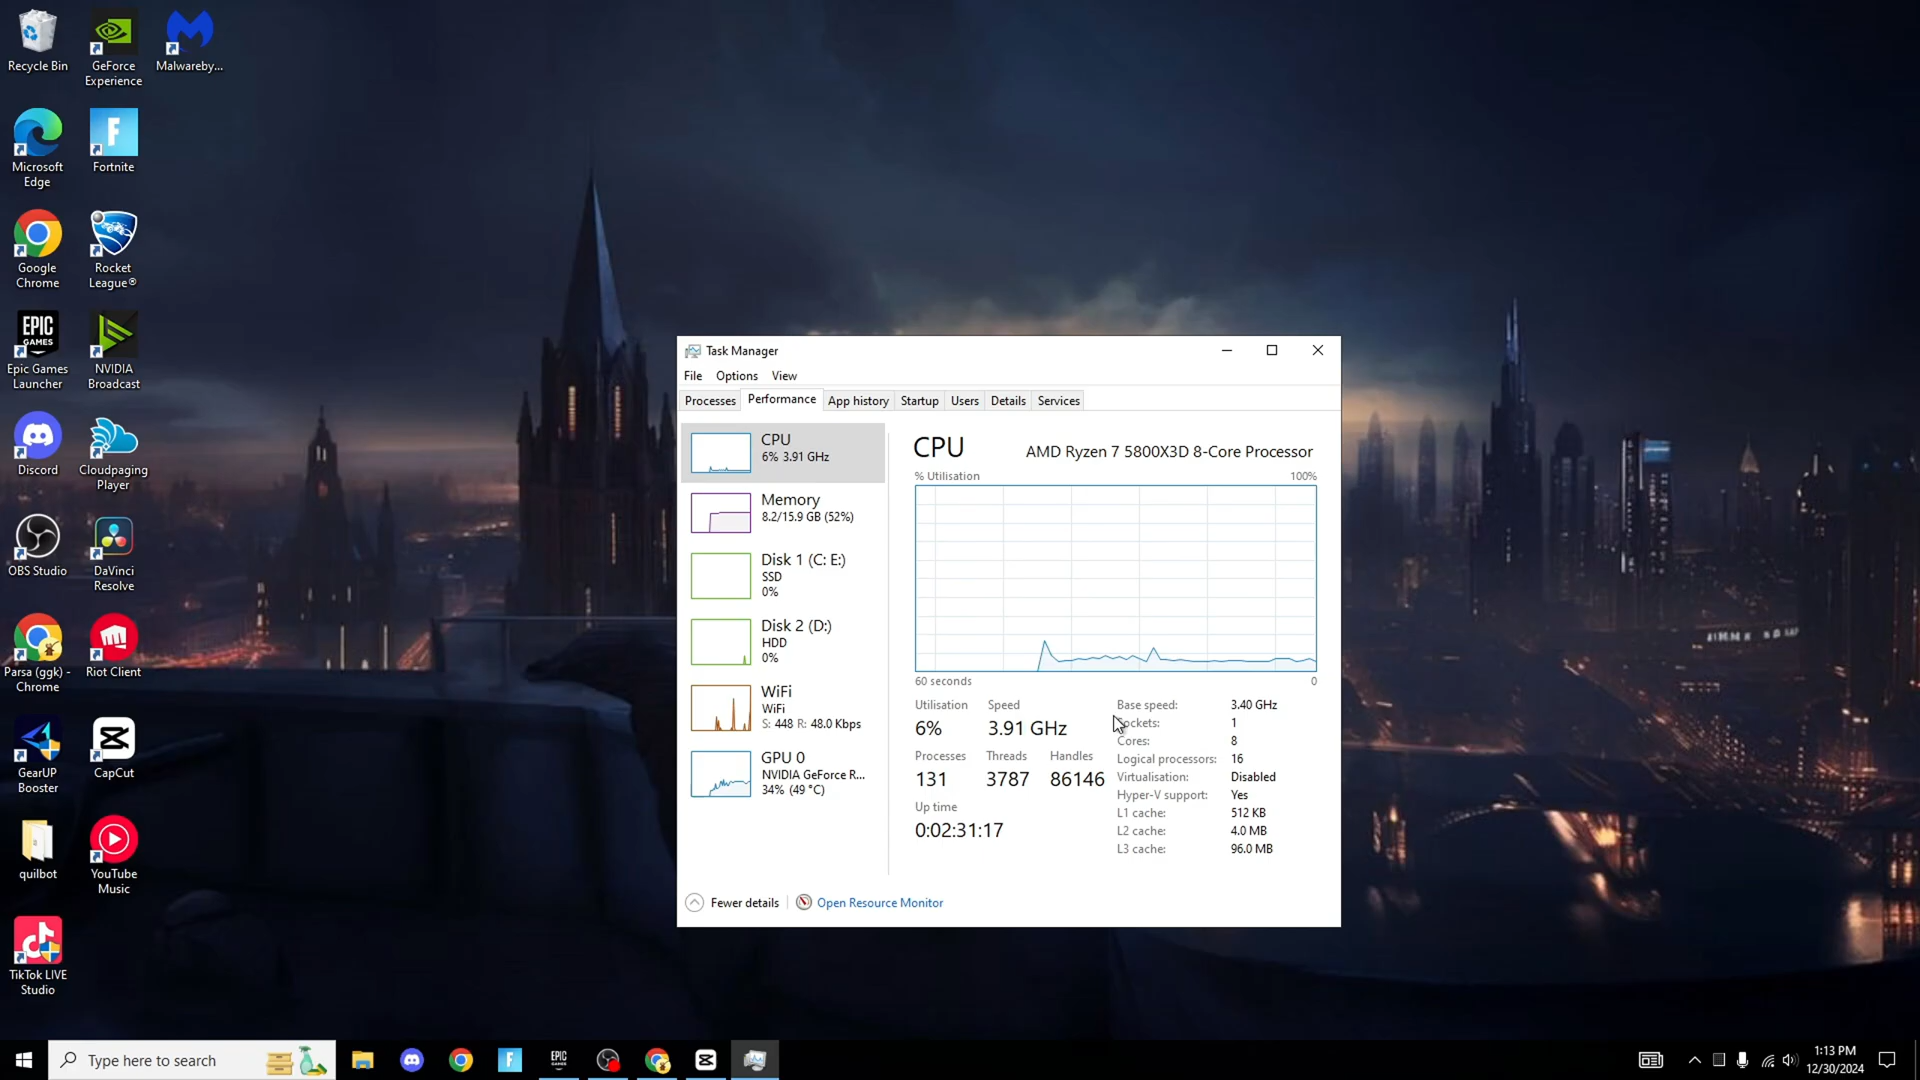 Recycle Bin
GeForce
Experience
Malwareby...
Microsoft
Edge
F
Fortnite
Google
Chrome
Rocket
League®
EPIC
GAMES
Epic Games
Launcher
NVIDIA
Broadcast
Discord
Cloudpaging
Player
OBS Studio
DaVinci
Resolve
Parsa (ggk) -
Chrome
Riot Client
GearUP
Booster
CapCut
quilbot
YouTube
Music
TikTok LIVE
Studio
Task Manager
File Options View
Processes Performance App history Startup Users Details Services
CPU
6% 3.91 GHz
Memory
8.2/15.9 GB (52%)
Disk 1 (C: E:)
SSD
0%
Disk 2 (D:)
HDD
0%
WiFi
WiFi
S: 448 R: 48.0 Kbps
GPU 0
NVIDIA GeForce R...
34% (49 °C)
CPU AMD Ryzen 7 5800X3D 8-Core Processor
% Utilisation 100%
60 seconds 0
Utilisation Speed
6% 3.91 GHz
Processes Threads Handles
131 3787 86146
Up time
0:02:31:17
Base speed: 3.40 GHz
Sockets: 1
Cores: 8
Logical processors: 16
Virtualisation: Disabled
Hyper-V support: Yes
L1 cache: 512 KB
L2 cache: 4.0 MB
L3 cache: 96.0 MB
Fewer details Open Resource Monitor
Type here to search
F
EPIC
GAMES
1:13 PM
12/30/2024